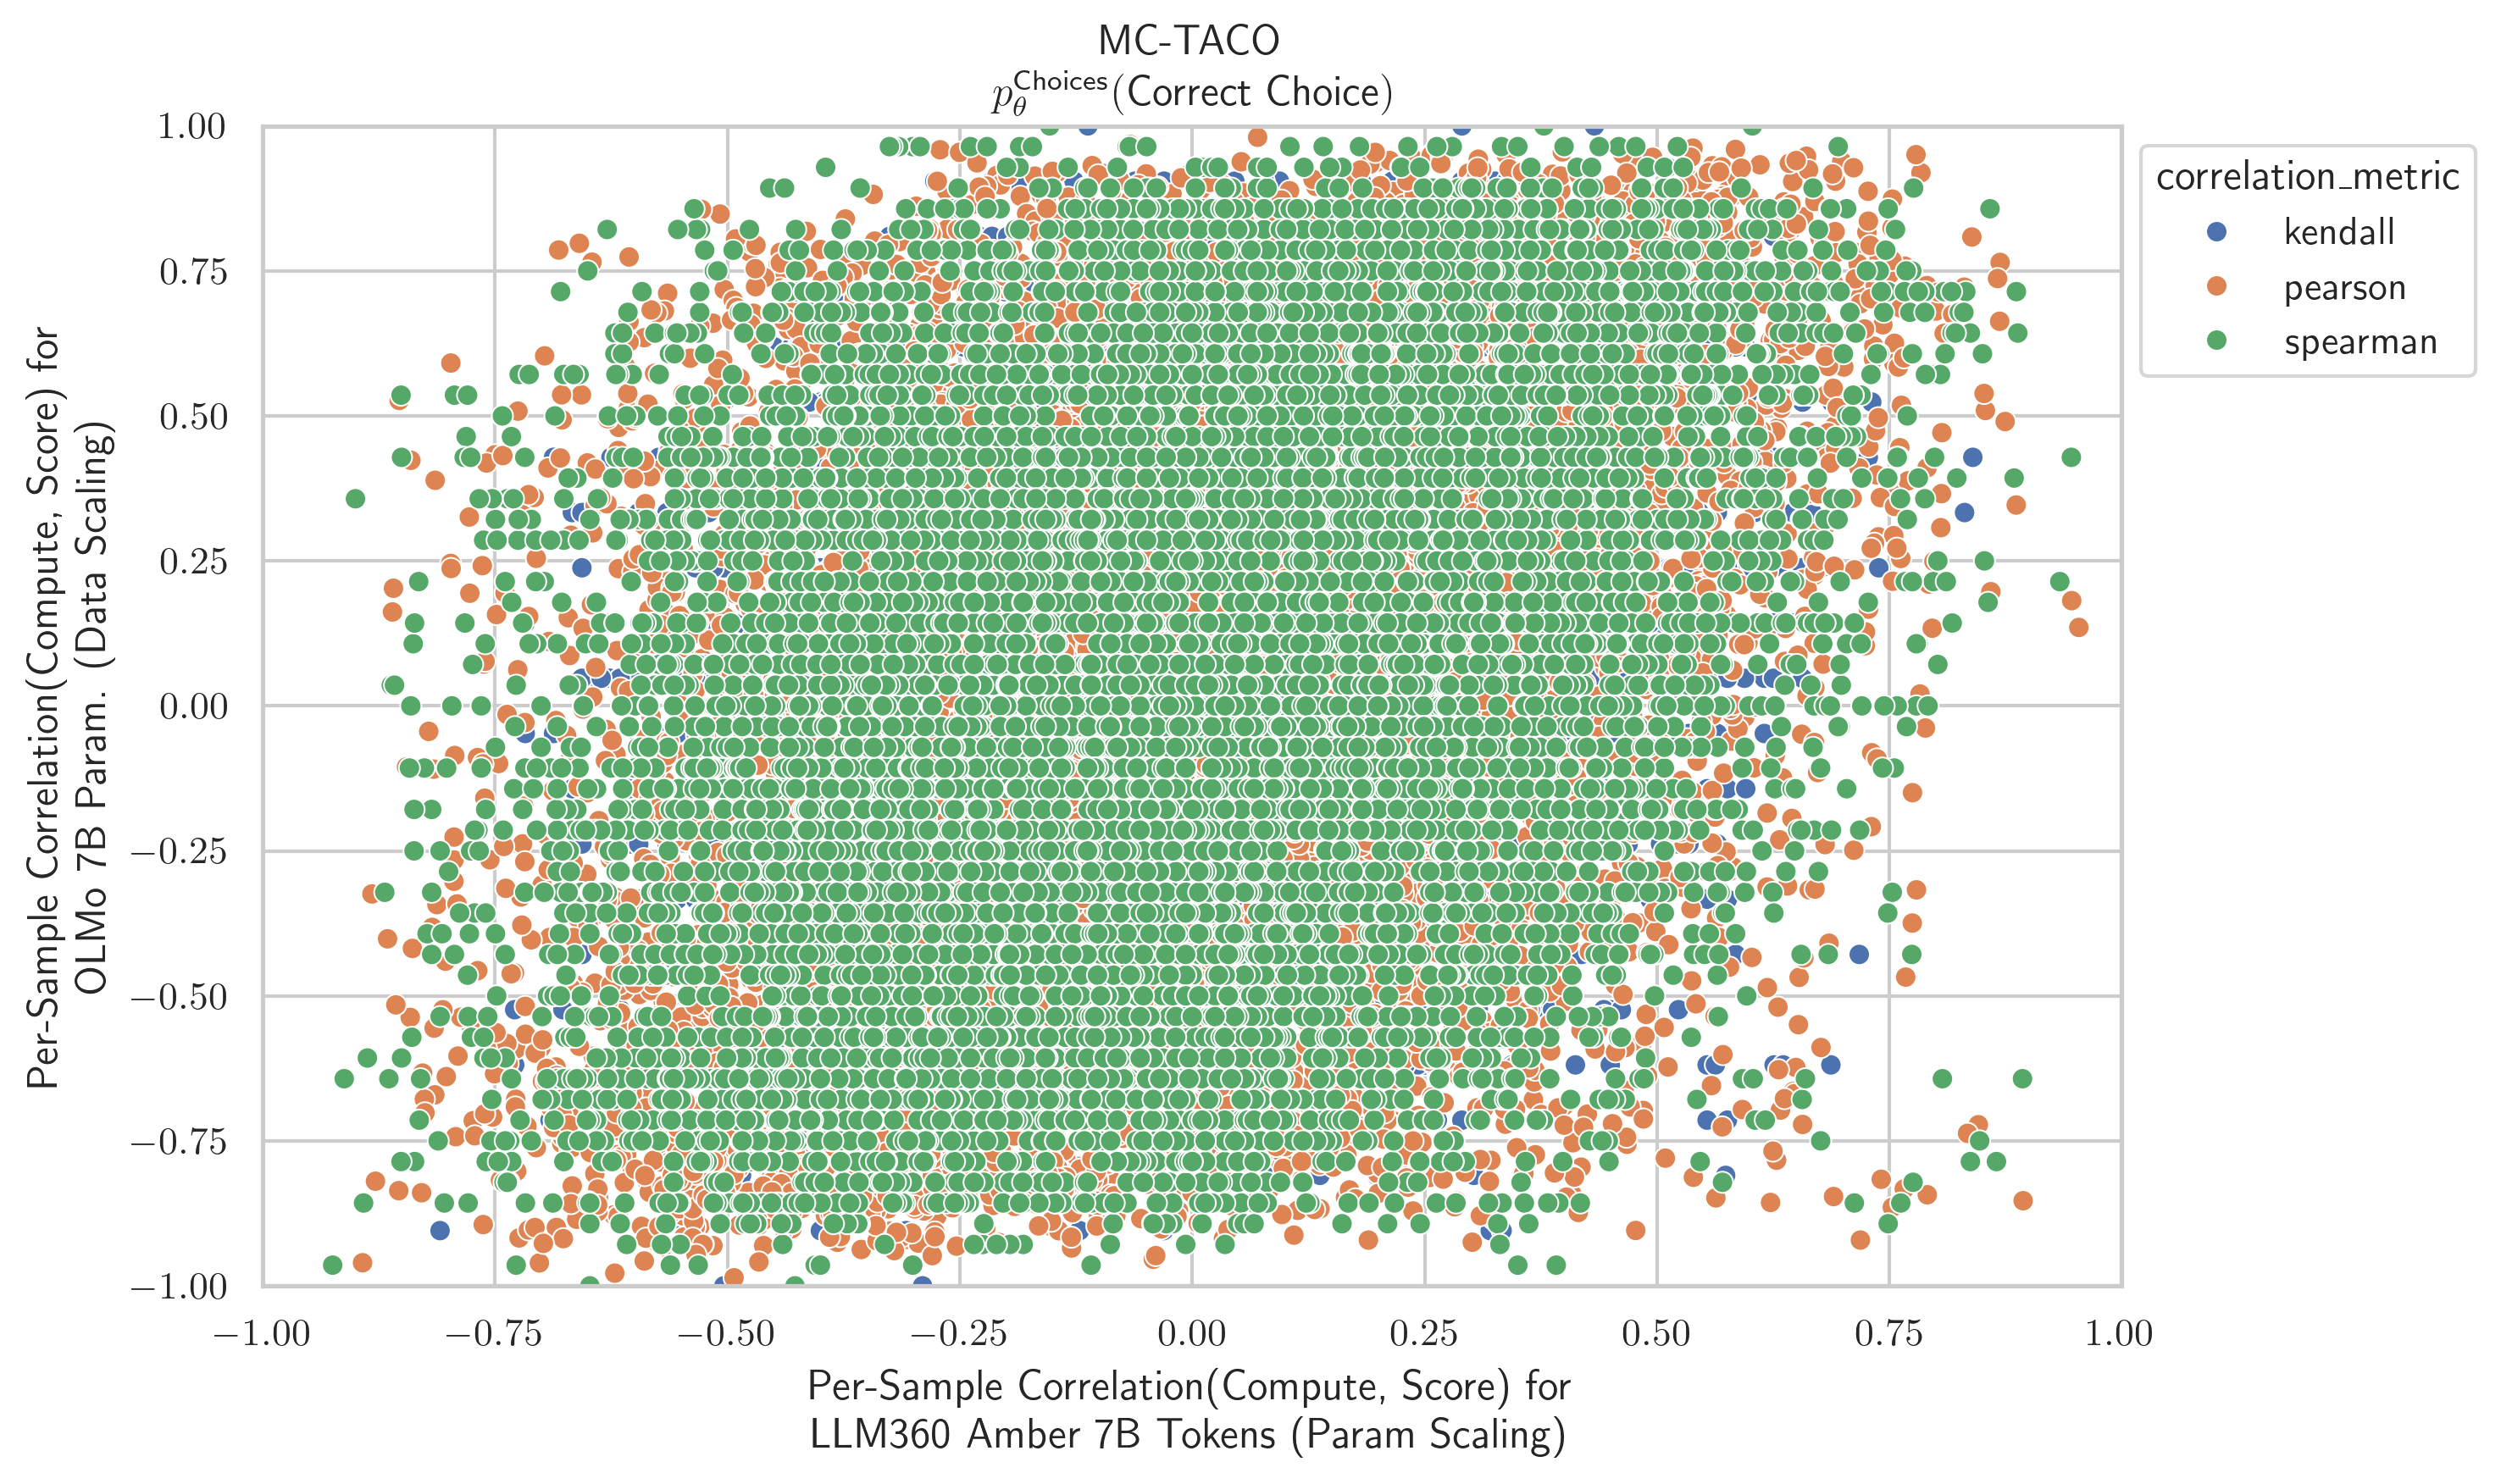 MC-TACO
p_θ^Choices(Correct Choice)
Per-Sample Correlation(Compute, Score) for
OLMo 7B Param. (Data Scaling)
1.00
0.75
0.50
0.25
0.00
−0.25
−0.50
−0.75
−1.00
−1.00 −0.75 −0.50 −0.25 0.00 0.25 0.50 0.75 1.00
Per-Sample Correlation(Compute, Score) for
LLM360 Amber 7B Tokens (Param Scaling)
correlation_metric
kendall
pearson
spearman